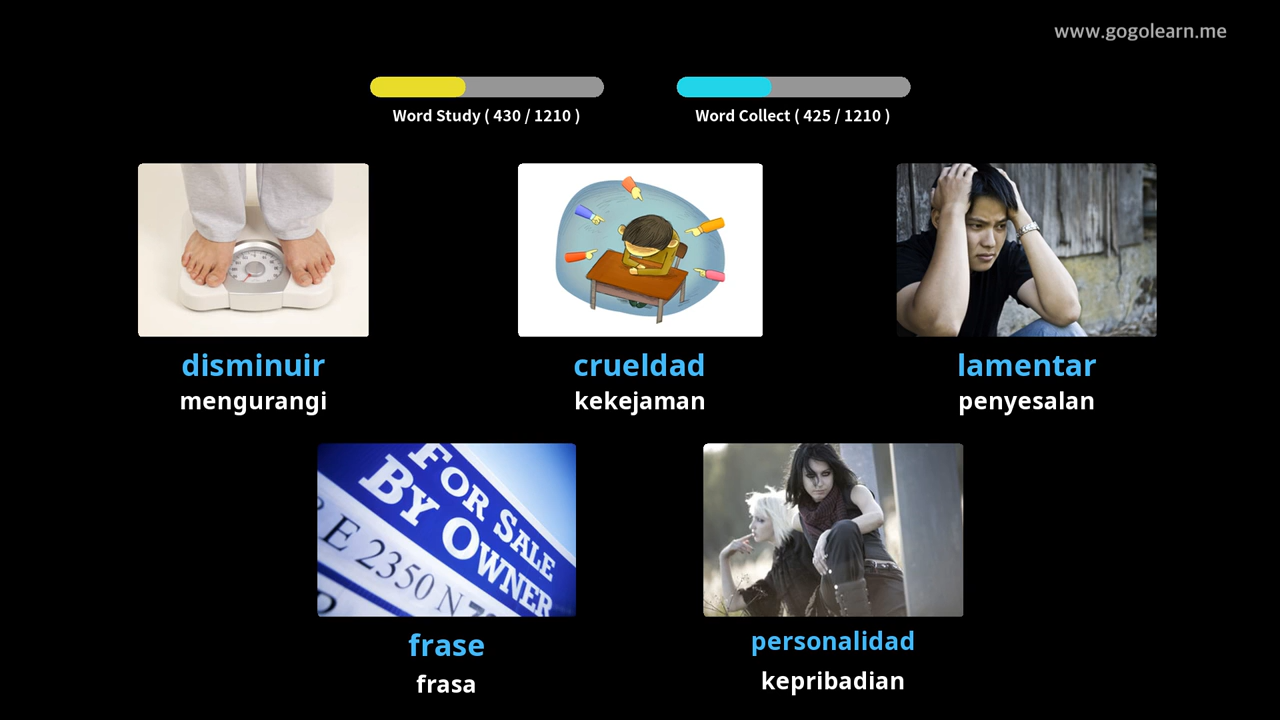 www.gogolearn.me
Word Study ( 430 / 1210 )
Word Collect ( 425 / 1210 )
disminuir
mengurangi
crueldad
kekejaman
lamentar
penyesalan
FOR SALE
BY OWNER
E 2350 N
frase
frasa
personalidad
kepribadian